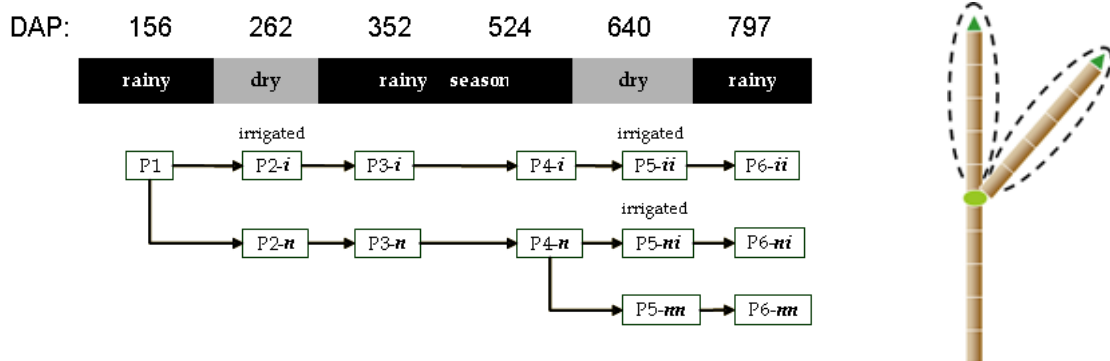 DAP: 156 262 352 524 640 797
rainy dry rainy season dry rainy
irrigated irrigated
P1 P2-i P3-i P4-i P5-ii P6-ii
irrigated
P2-n P3-n P4-n P5-ni P6-ni
P5-nn P6-nn